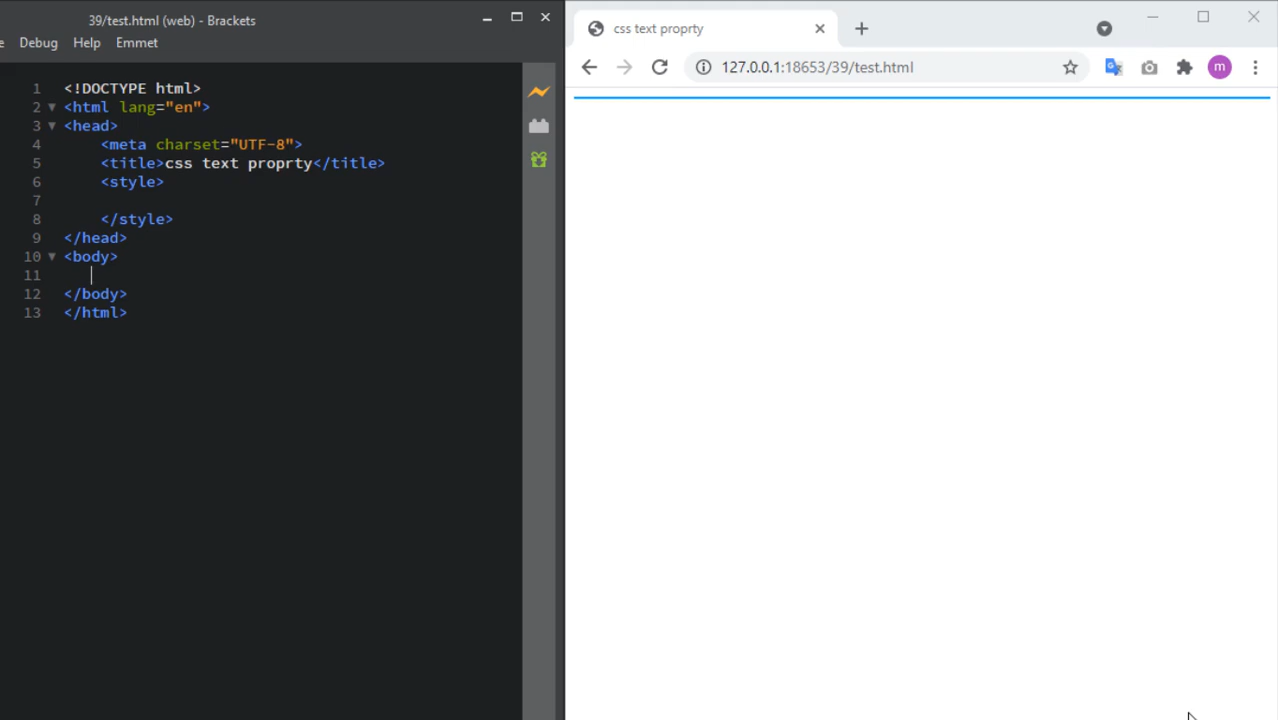 39/test.html (web) - Brackets
e Debug Help Emmet
1 <!DOCTYPE html>
2 <html lang="en">
3 <head>
4 <meta charset="UTF-8">
5 <title>css text proprty</title>
6 <style>
7
8 </style>
9 </head>
10 <body>
11
12 </body>
13 </html>
css text proprty
127.0.0.1:18653/39/test.html
m